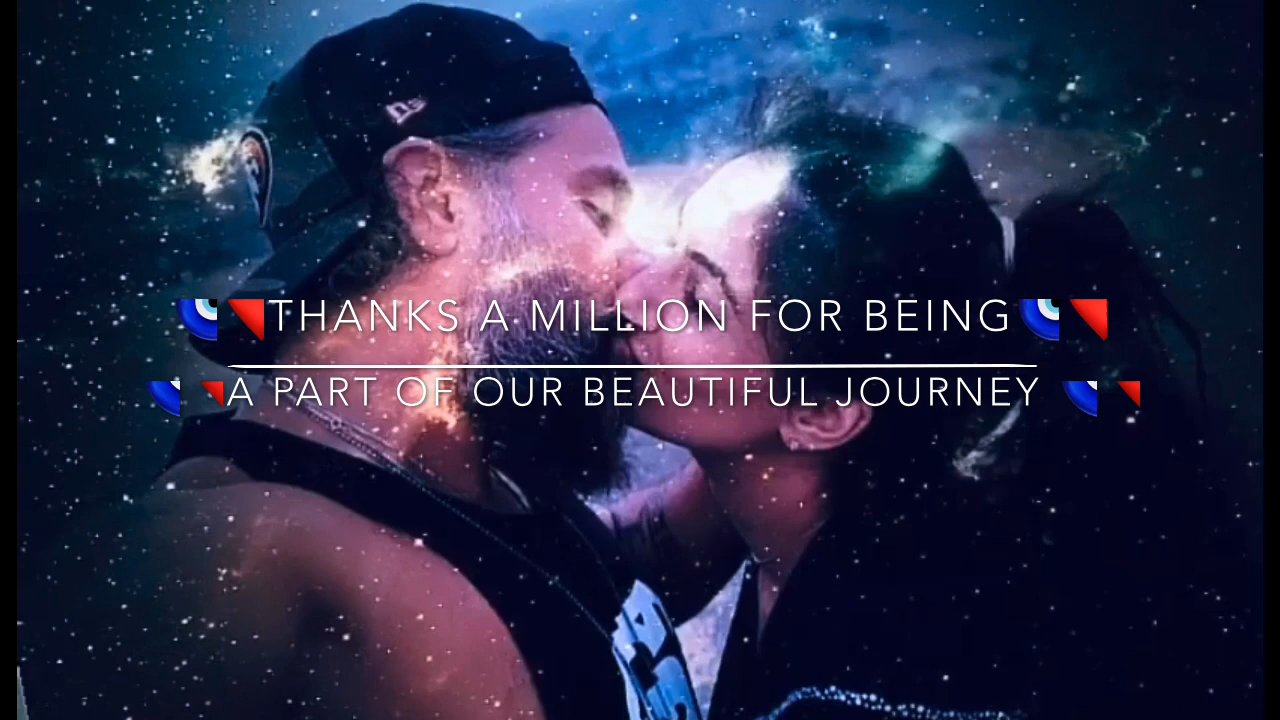 THANKS A MILLION FOR BEING
A PART OF OUR BEAUTIFUL JOURNEY